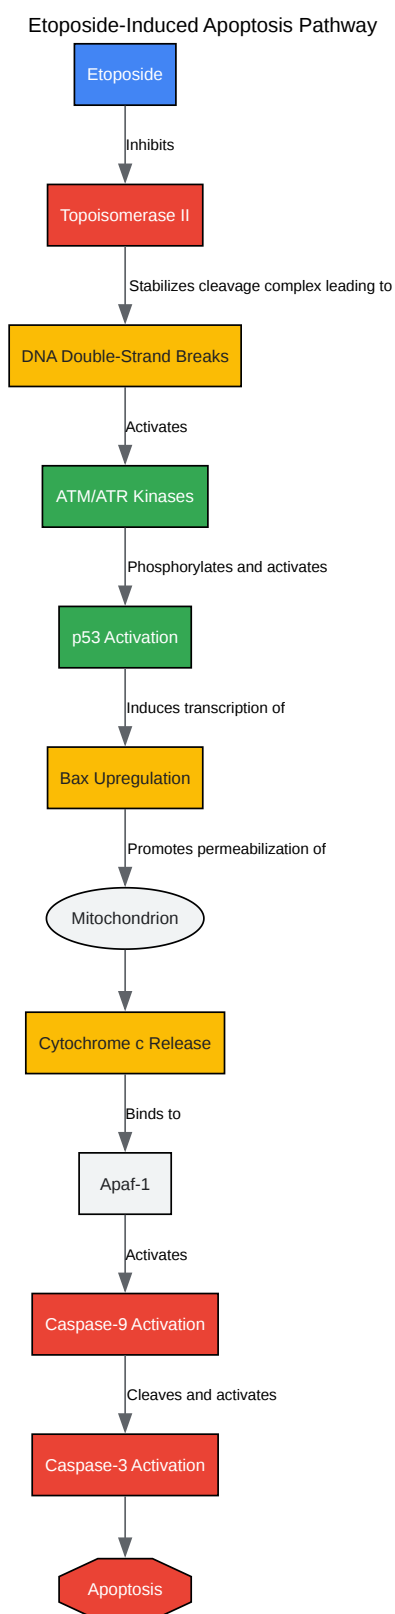 Etoposide-Induced Apoptosis Pathway
Etoposide
Inhibits
Topoisomerase II
Stabilizes cleavage complex leading to
DNA Double-Strand Breaks
Activates
ATM/ATR Kinases
Phosphorylates and activates
p53 Activation
Induces transcription of
Bax Upregulation
Promotes permeabilization of
Mitochondrion
Cytochrome c Release
Binds to
Apaf-1
Activates
Caspase-9 Activation
Cleaves and activates
Caspase-3 Activation
Apoptosis